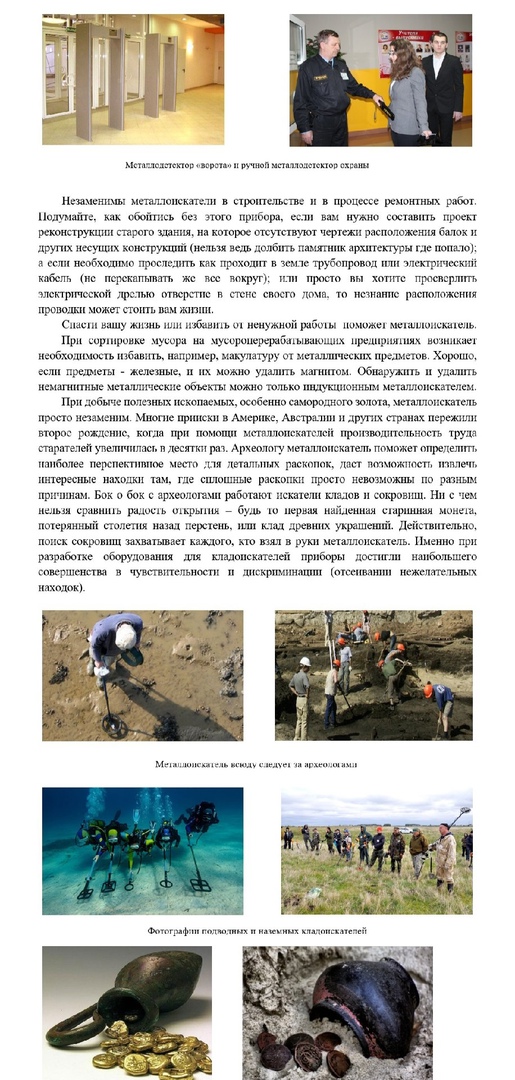 Металлодетектор «ворота» и ручной металлодетектор охраны
Незаменимы металлоискатели в строительстве и в процессе ремонтных работ.
Подумайте, как обойтись без этого прибора, если вам нужно составить проект
реконструкции старого здания, на которое отсутствуют чертежи расположения балок и
других несущих конструкций (нельзя ведь долбить памятник архитектуры где попало);
а если необходимо проследить как проходит в земле трубопровод или электрический
кабель (не перекапывать же все вокруг); или просто вы хотите просверлить
электрической дрелью отверстие в стене своего дома, то незнание расположения
проводки может стоить вам жизни.
Спасти вашу жизнь или избавить от ненужной работы поможет металлоискатель.
При сортировке мусора на мусороперерабатывающих предприятиях возникает
необходимость избавить, например, макулатуру от металлических предметов. Хорошо,
если предметы - железные, и их можно удалить магнитом. Обнаружить и удалить
немагнитные металлические объекты можно только индукционным металлоискателем.
При добыче полезных ископаемых, особенно самородного золота, металлоискатель
просто незаменим. Многие прииски в Америке, Австралии и других странах пережили
второе рождение, когда при помощи металлоискателей производительность труда
старателей увеличилась в десятки раз. Археологу металлоискатель поможет определить
наиболее перспективное место для детальных раскопок, даст возможность извлечь
интересные находки там, где сплошные раскопки просто невозможны по разным
причинам. Бок о бок с археологами работают искатели кладов и сокровищ. Ни с чем
нельзя сравнить радость открытия – будь то первая найденная старинная монета,
потерянный столетия назад перстень, или клад древних украшений. Действительно,
поиск сокровищ захватывает каждого, кто взял в руки металлоискатель. Именно при
разработке оборудования для кладоискателей приборы достигли наибольшего
совершенства в чувствительности и дискриминации (отсеивании нежелательных
находок).
Металлоискатель всюду следует за археологами
Фотографии подводных и наземных кладоискателей